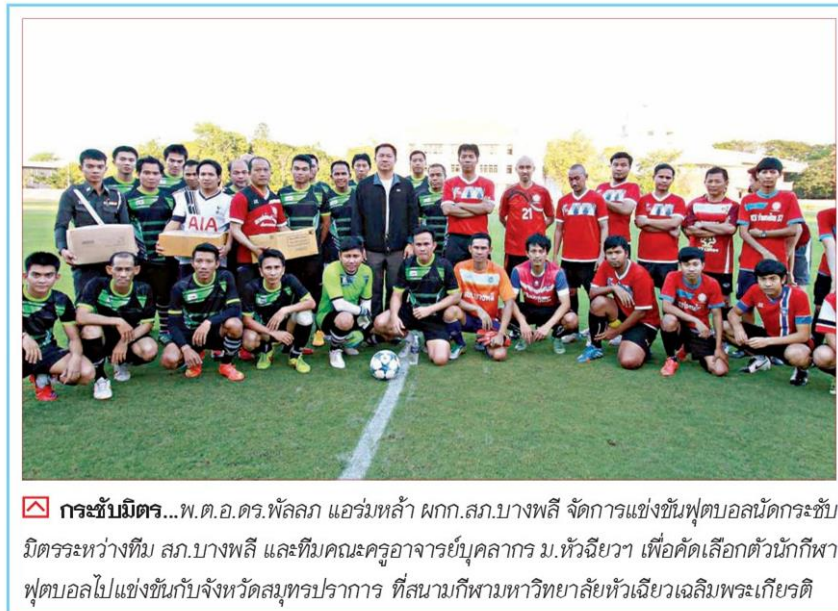 AIA
21
กระชับมิตร...พ.ต.อ.ดร.พัลลภ แอร่มหล้า ผกก.สภ.บางพลี จัดการแข่งขันฟุตบอลนัดกระชับ
มิตรระหว่างทีม สภ.บางพลี และทีมคณะครูอาจารย์บุคลากร ม.หัวฉียวฯ เพื่อคัดเลือกตัวนักกีฬา
ฟุตบอลไปแข่งขันกับจังหวัดสมุทรปราการ ที่สนามกีฬามหาวิทยาลัยหัวเฉียวเฉลิมพระเกียรติ